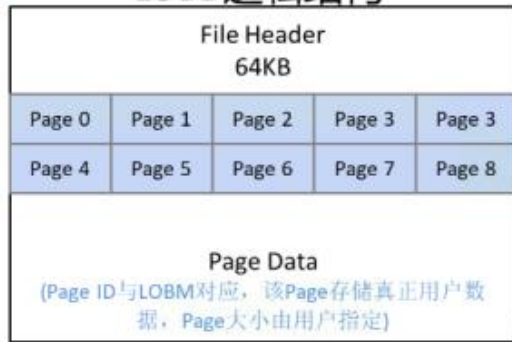 File Header
64KB
Page 0 Page 1 Page 2 Page 3 Page 3
Page 4 Page 5 Page 6 Page 7 Page 8
Page Data
(Page ID与LOBM对应，该Page存储真正用户数
据，Page大小由用户指定)